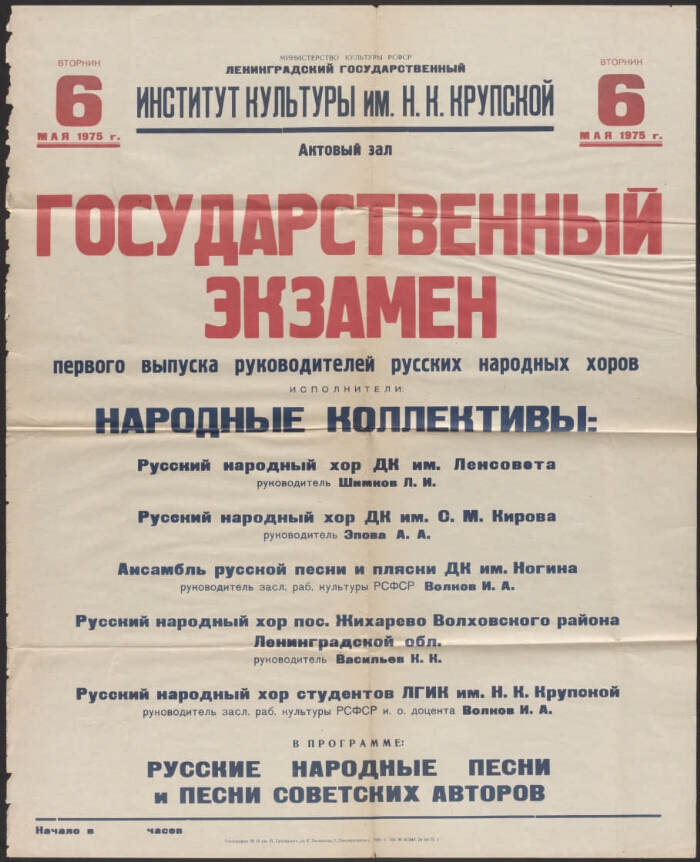 МИНИСТЕРСТВО КУЛЬТУРЫ РСФСР
ЛЕНИНГРАДСКИЙ ГОСУДАРСТВЕННЫЙ
ИНСТИТУТ КУЛЬТУРЫ ИМ. Н. К. КРУПСКОЙ
ВТОРНИК
6
МАЯ 1975 г.
ВТОРНИК
6
МАЯ 1975 г.
Актовый зал
ГОСУДАРСТВЕННЫЙ
ЭКЗАМЕН
первого выпуска руководителей русских народных хоров
ИСПОЛНИТЕЛИ:
НАРОДНЫЕ КОЛЛЕКТИВЫ:
Русский народный хор ДК им. Ленсовета
руководитель Шимков Л. И.
Русский народный хор ДК им. С. М. Кирова
руководитель Эпова А. А.
Ансамбль русской песни и пляски ДК им. Ногина
руководитель засл. раб. культуры РСФСР Волков И. А.
Русский народный хор пос. Жихарево Волховского района
Ленинградской обл.
руководитель Васильев К. К.
Русский народный хор студентов ЛГИК им. Н. К. Крупской
руководитель засл. раб. культуры РСФСР и. о. доцента Волков И. А.
В ПРОГРАММЕ:
РУССКИЕ НАРОДНЫЕ ПЕСНИ
и ПЕСНИ СОВЕТСКИХ АВТОРОВ
Начало в часов